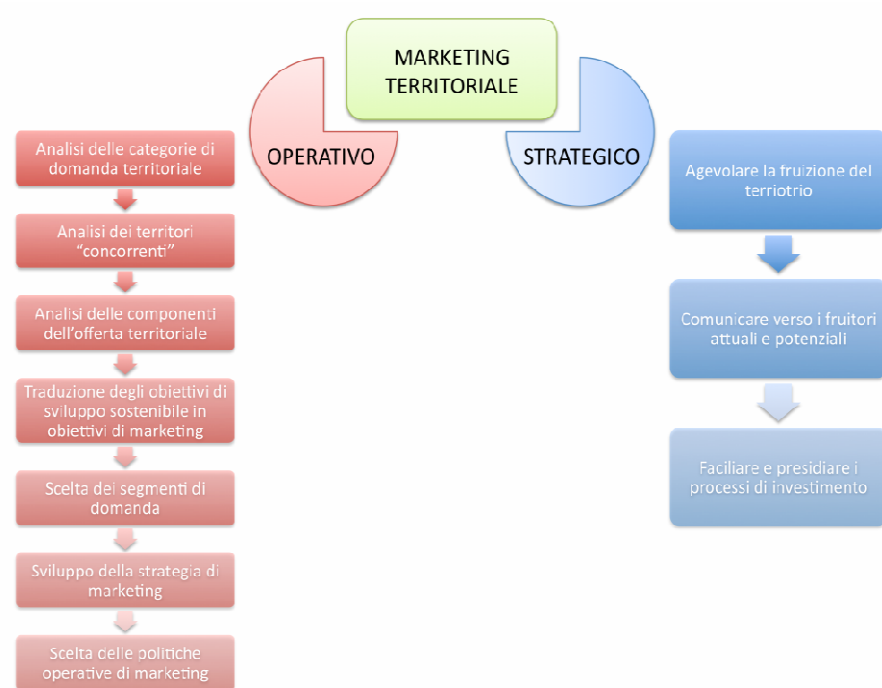 MARKETING
TERRITORIALE
OPERATIVO
STRATEGICO
Analisi delle categorie di
domanda territoriale
Analisi dei territori
“concorrenti”
Analisi delle componenti
dell’offerta territoriale
Traduzione degli obiettivi di
sviluppo sostenibile in
obiettivi di marketing
Scelta dei segmenti di
domanda
Sviluppo della strategia di
marketing
Scelta delle politiche
operative di marketing
Agevolare la fruizione del
terriotrio
Comunicare verso i fruitori
attuali e potenziali
Faciliare e presidiare i
processi di investimento